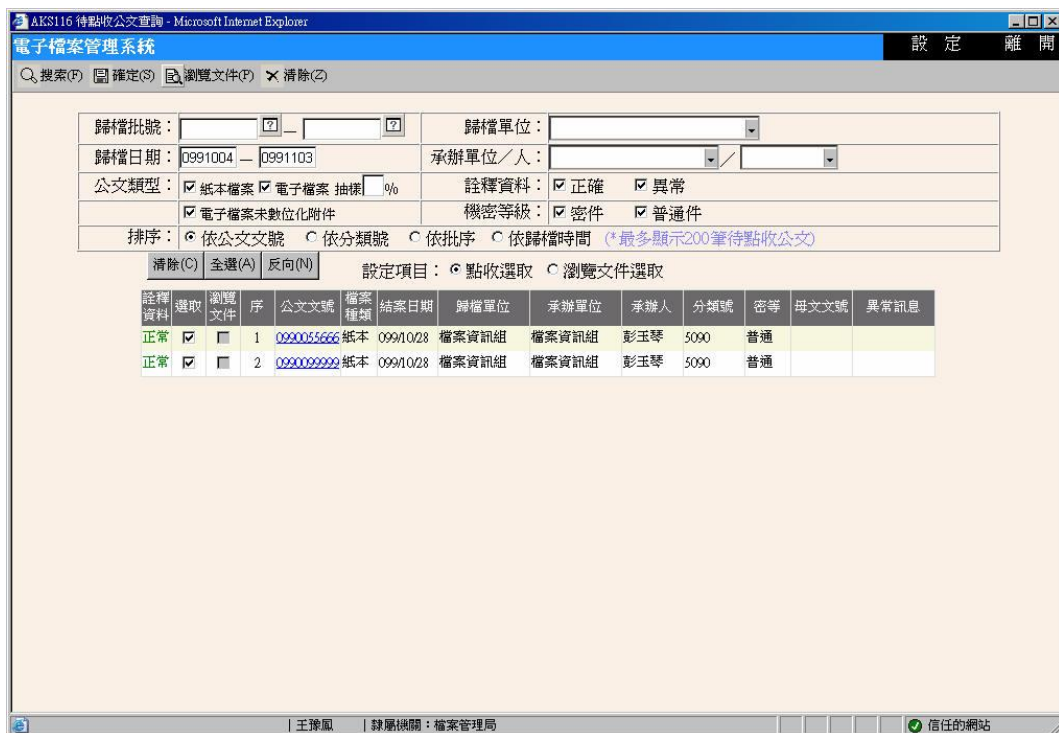 AKS116 待點收公文查詢 - Microsoft Internet Explorer
電子檔案管理系統 設 定 離 開
搜索(F) 確定(S) 瀏覽文件(P) 清除(Z)
歸檔批號： ? — ? 歸檔單位：
歸檔日期： 0991004 — 0991103 承辦單位／人： ／
公文類型： 紙本檔案 電子檔案 抽樣 % 詮釋資料： 正確 異常
電子檔案未數位化附件 機密等級： 密件 普通件
排序： 依公文文號 依分類號 依批序 依歸檔時間 (*最多顯示200筆待點收公文)
清除(C) 全選(A) 反向(N) 設定項目： 點收選取 瀏覽文件選取
詮釋資料 選取 瀏覽文件 序 公文文號 檔案種類 結案日期 歸檔單位 承辦單位 承辦人 分類號 密等 母文文號 異常訊息
正常 1 0990055666 紙本 099/10/28 檔案資訊組 檔案資訊組 彭玉琴 5090 普通
正常 2 0990099999 紙本 099/10/28 檔案資訊組 檔案資訊組 彭玉琴 5090 普通
王豫鳳 隸屬機關：檔案管理局 信任的網站